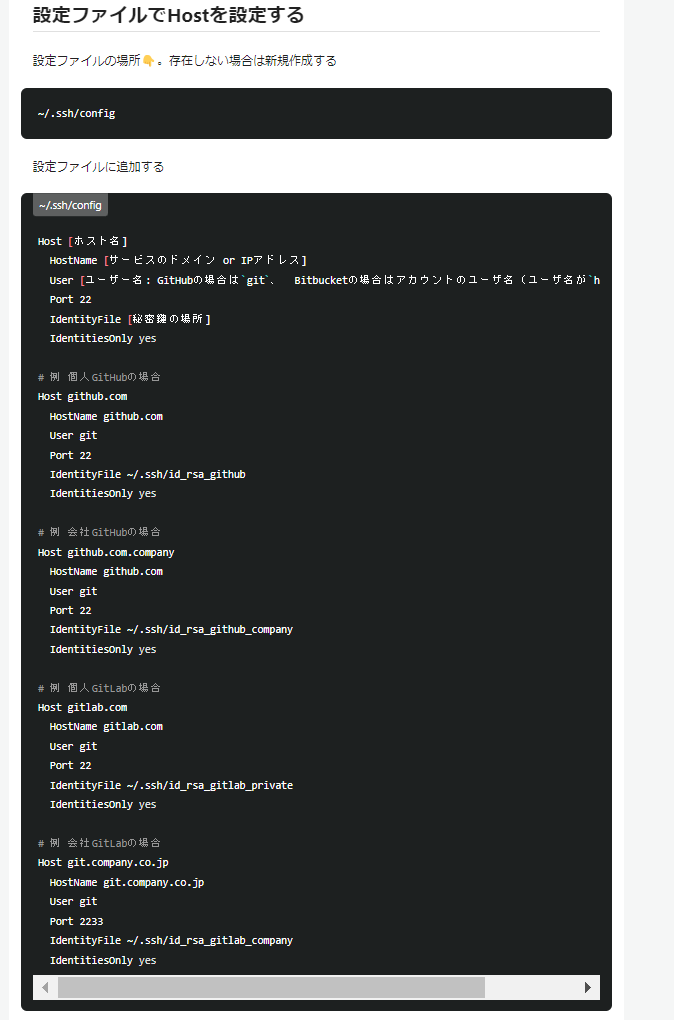 設定ファイルでHostを設定する
設定ファイルの場所👇。存在しない場合は新規作成する
~/.ssh/config
設定ファイルに追加する
~/.ssh/config
Host [ホスト名]
  HostName [サービスのドメイン or IPアドレス]
  User [ユーザー名：GitHubの場合は`git`、 Bitbucketの場合はアカウントのユーザ名（ユーザ名が`h
  Port 22
  IdentityFile [秘密鍵の場所]
  IdentitiesOnly yes
# 例 個人GitHubの場合
Host github.com
  HostName github.com
  User git
  Port 22
  IdentityFile ~/.ssh/id_rsa_github
  IdentitiesOnly yes
# 例 会社GitHubの場合
Host github.com.company
  HostName github.com
  User git
  Port 22
  IdentityFile ~/.ssh/id_rsa_github_company
  IdentitiesOnly yes
# 例 個人GitLabの場合
Host gitlab.com
  HostName gitlab.com
  User git
  Port 22
  IdentityFile ~/.ssh/id_rsa_gitlab_private
  IdentitiesOnly yes
# 例 会社GitLabの場合
Host git.company.co.jp
  HostName git.company.co.jp
  User git
  Port 2233
  IdentityFile ~/.ssh/id_rsa_gitlab_company
  IdentitiesOnly yes